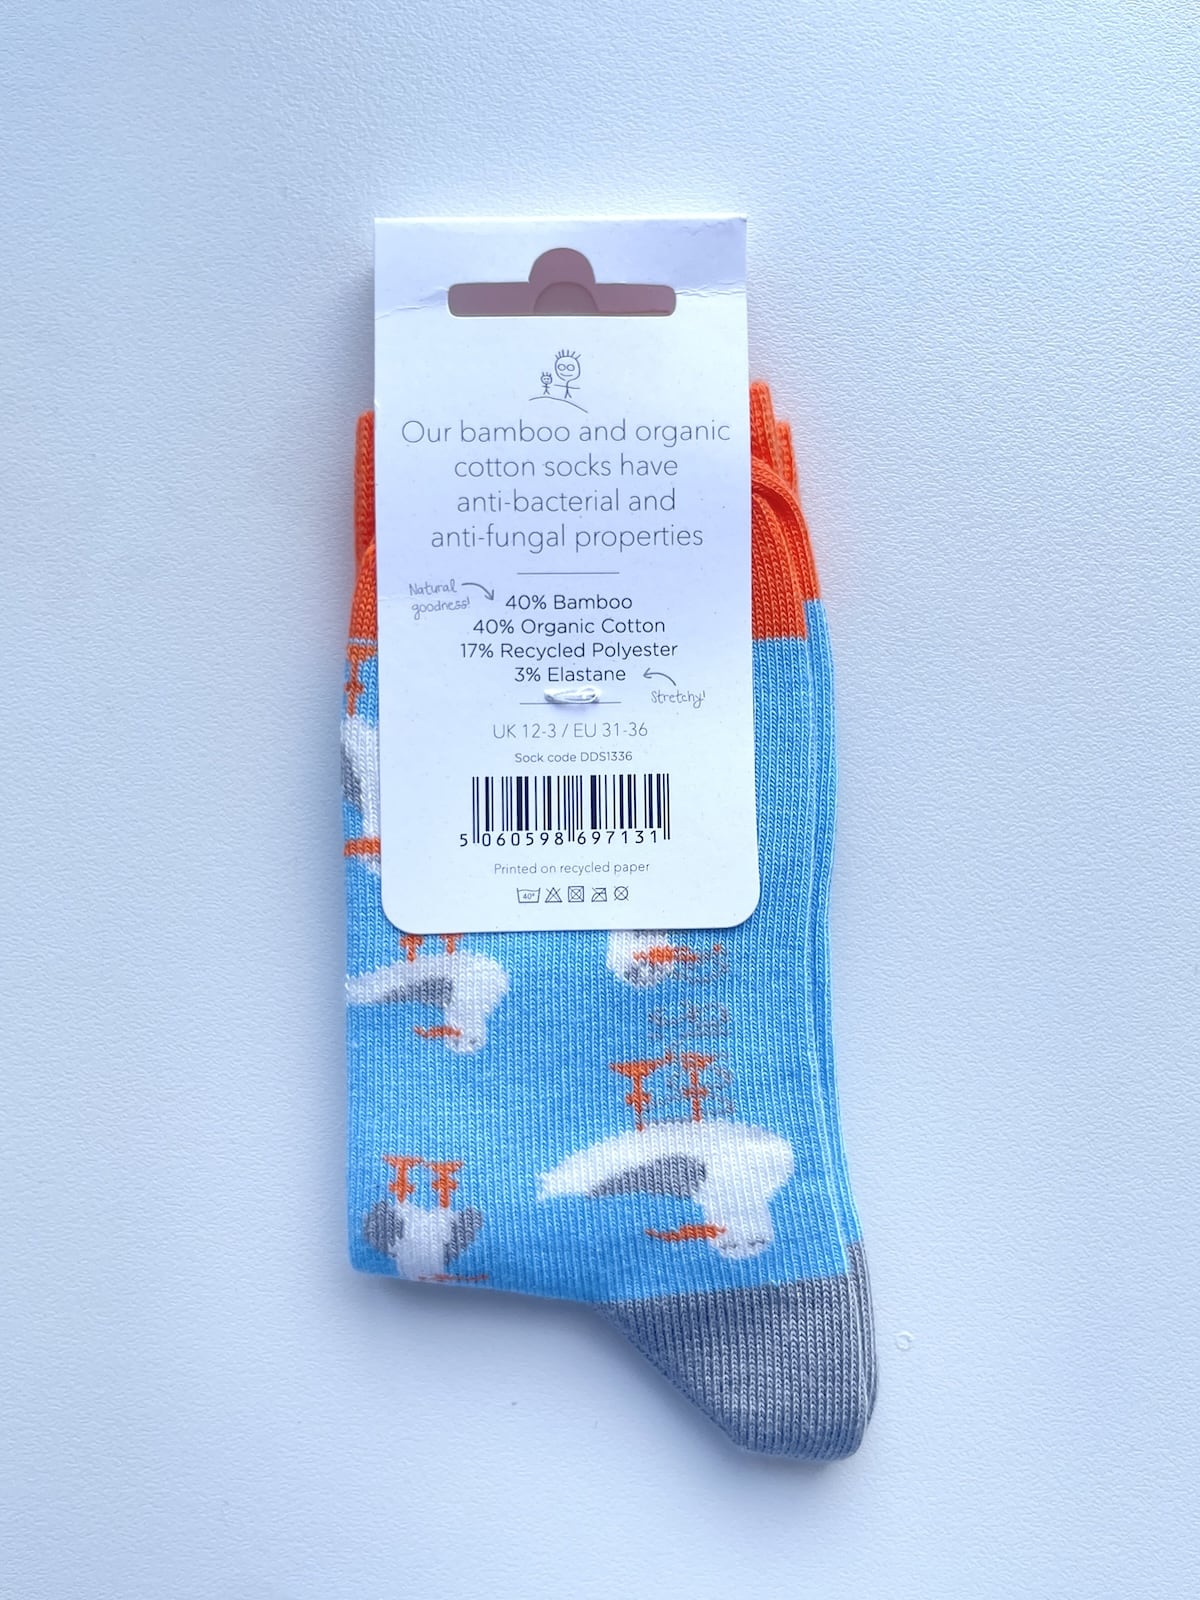 Our bamboo and organic
cotton socks have
anti-bacterial and
anti-fungal properties
Natural
goodness!
40% Bamboo
40% Organic Cotton
17% Recycled Polyester
3% Elastane
Stretchy!
UK 12-3 / EU 31-36
Sock code DDS1336
5 060598 697131
Printed on recycled paper
40°